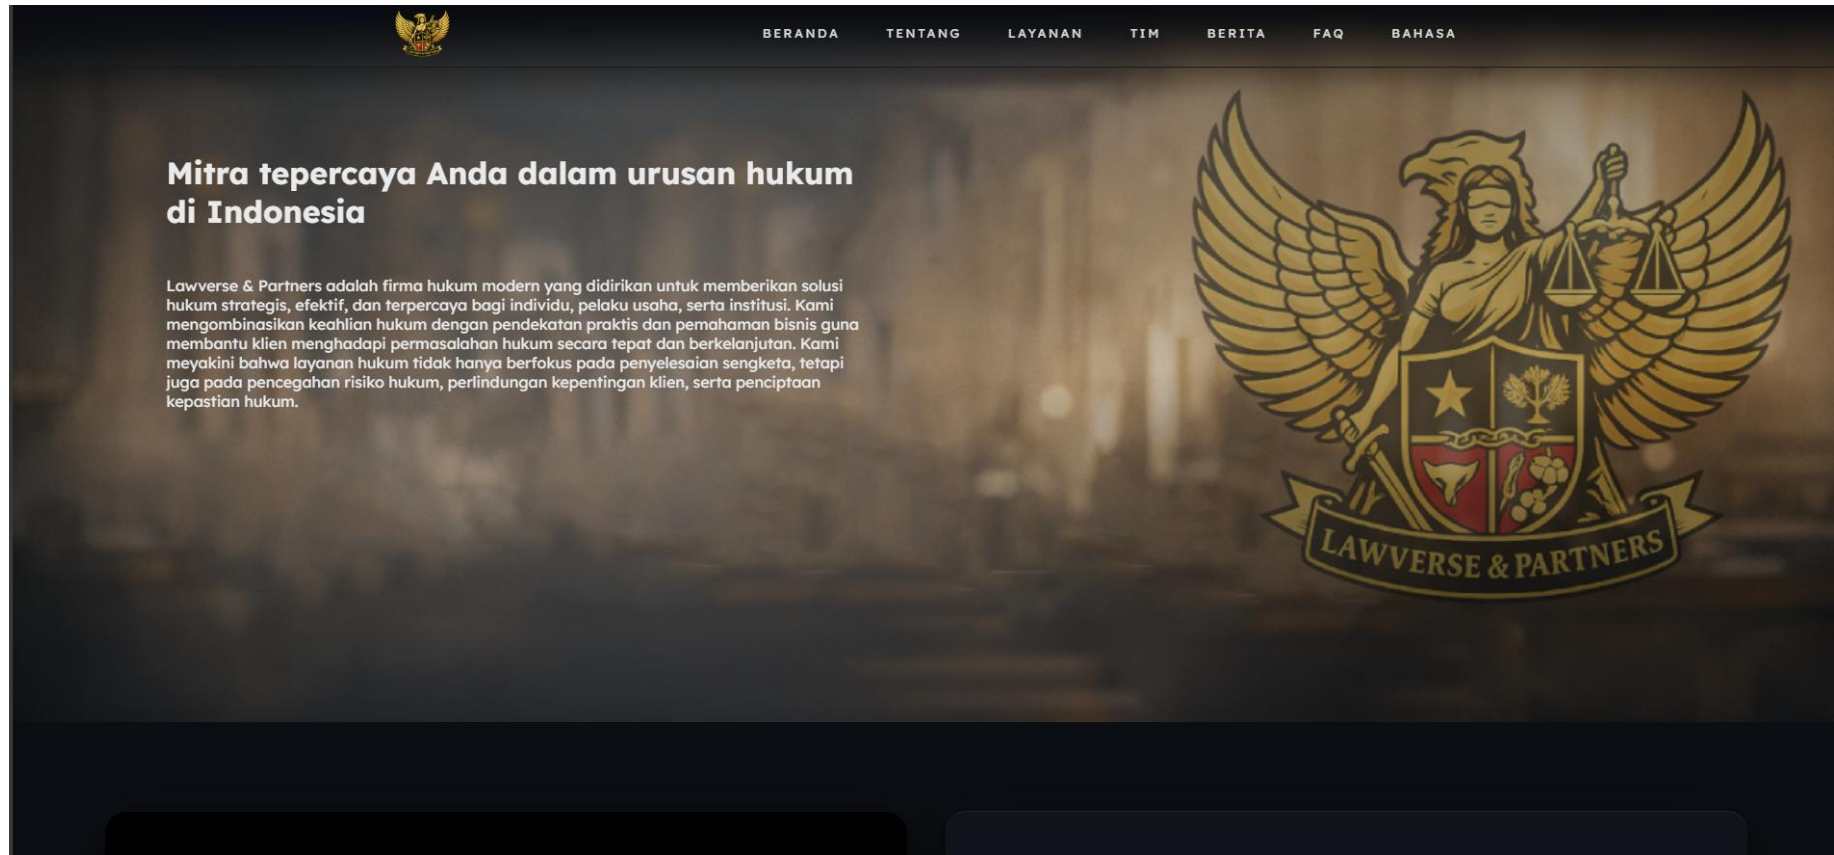 BERANDA TENTANG LAYANAN TIM BERITA FAQ BAHASA
Mitra tepercaya Anda dalam urusan hukum
di Indonesia
Lawverse & Partners adalah firma hukum modern yang didirikan untuk memberikan solusi
hukum strategis, efektif, dan terpercaya bagi individu, pelaku usaha, serta institusi. Kami
mengombinasikan keahlian hukum dengan pendekatan praktis dan pemahaman bisnis guna
membantu klien menghadapi permasalahan hukum secara tepat dan berkelanjutan. Kami
meyakini bahwa layanan hukum tidak hanya berfokus pada penyelesaian sengketa, tetapi
juga pada pencegahan risiko hukum, perlindungan kepentingan klien, serta penciptaan
kepastian hukum.
LAWVERSE & PARTNERS